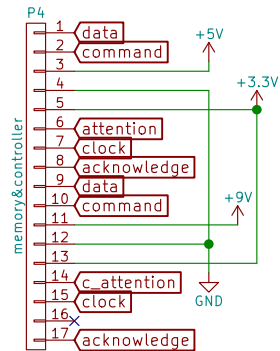 P4
memory&controller
1 data
2 command
3
+5V
4
5
+3.3V
6 attention
7 clock
8 acknowledge
9 data
10 command
11
+9V
12
13
14 c_attention
GND
15 clock
16
17 acknowledge